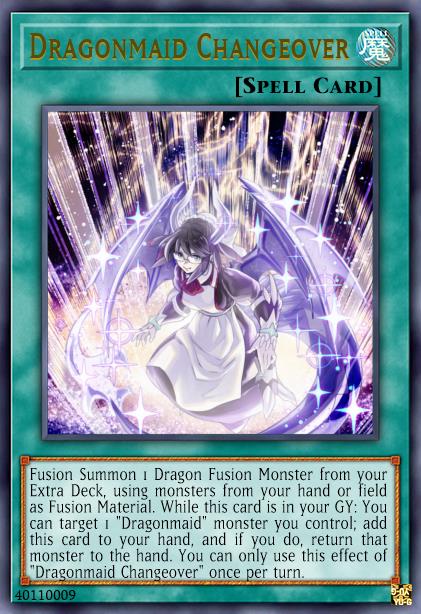 Dragonmaid Changeover
SPELL
魔
[Spell Card]
Fusion Summon 1 Dragon Fusion Monster from your
Extra Deck, using monsters from your hand or field
as Fusion Material. While this card is in your GY: You
can target 1 "Dragonmaid" monster you control; add
this card to your hand, and if you do, return that
monster to the hand. You can only use this effect of
"Dragonmaid Changeover" once per turn.
40110009